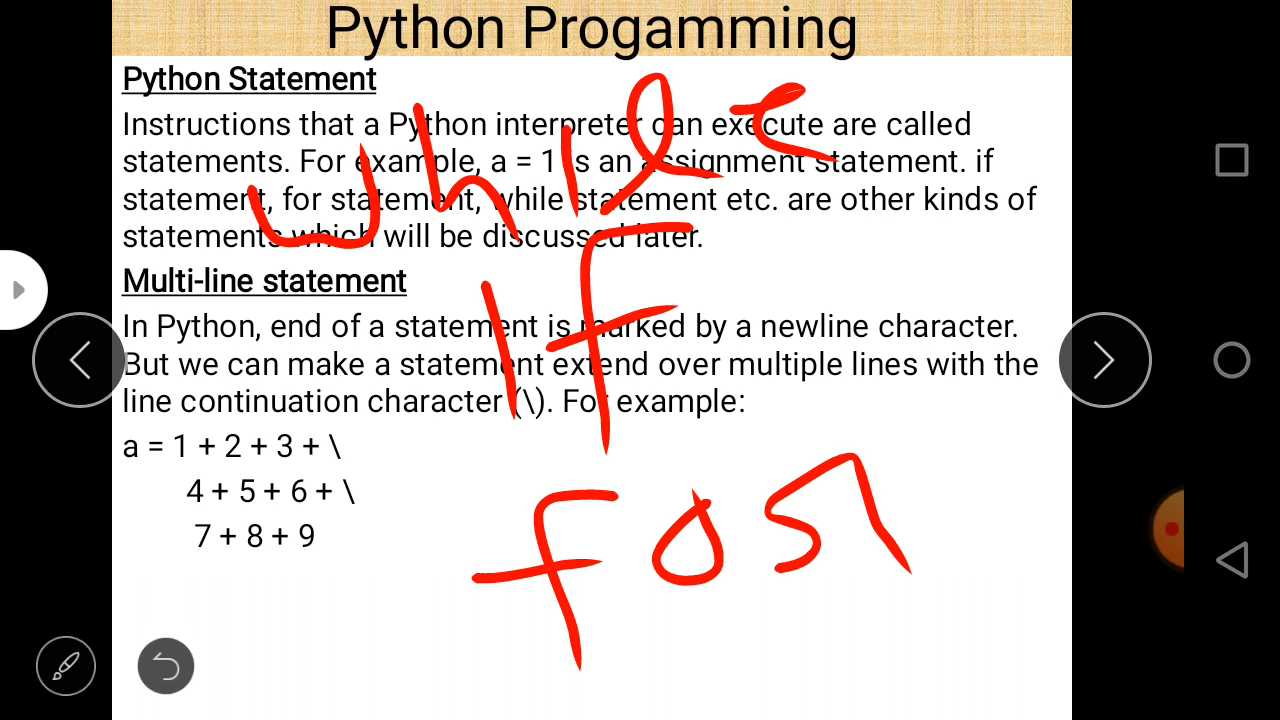 Python Progamming
Python Statement
Instructions that a Python interpreter can execute are called
statements. For example, a = 1 is an assignment statement. if
statement, for statement, while statement etc. are other kinds of
statements which will be discussed later.
while
IF
Multi-line statement
In Python, end of a statement is marked by a newline character.
But we can make a statement extend over multiple lines with the
line continuation character (\). For example:
a = 1 + 2 + 3 + \
4 + 5 + 6 + \
7 + 8 + 9
for